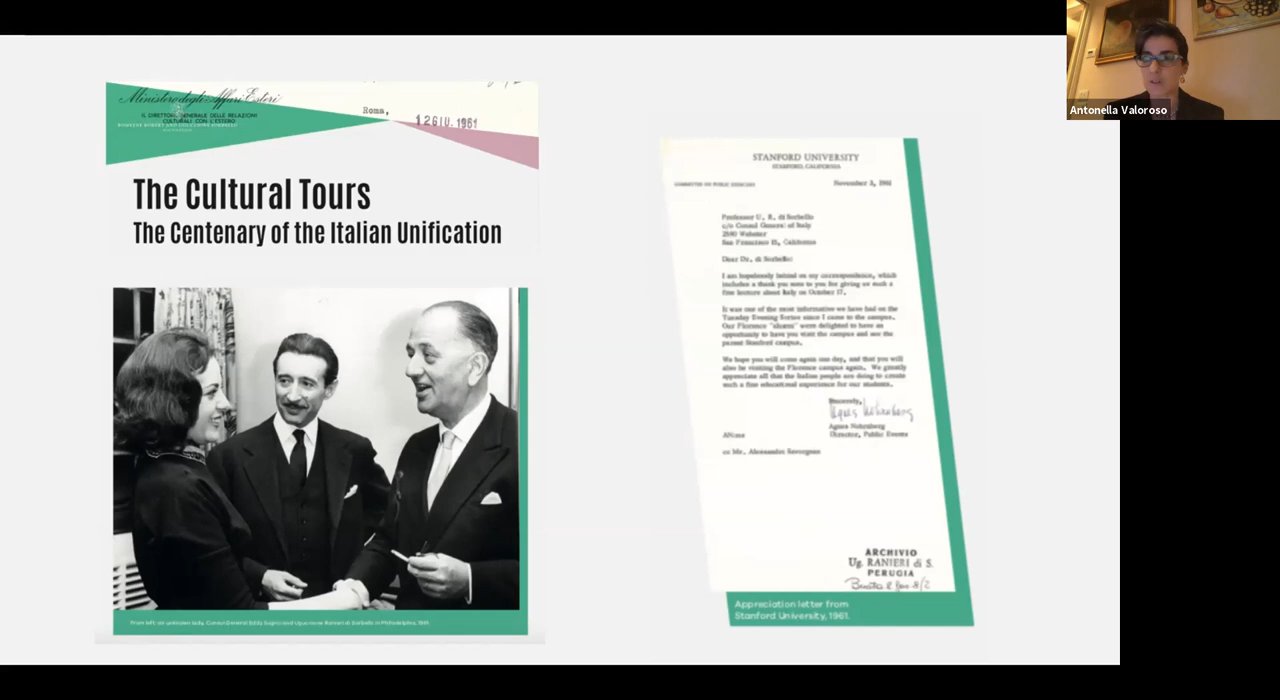 Ministero degli Affari Esteri
IL DIRETTORE GENERALE DELLE RELAZIONI
CULTURALI CON L'ESTERO
Roma,
12 GIU. 1961
The Cultural Tours
The Centenary of the Italian Unification
From left: an unknown lady, Consul General Eddy and Uguccione Ranieri di Sorbello in Philadelphia, 1961
STANFORD UNIVERSITY
STANFORD, CALIFORNIA
COMMITTEE ON PUBLIC EXERCISES
November 3, 1961
Professor U. R. di Sorbello
c/o Consul General of Italy
2590 Webster
San Francisco 15, California
Dear Dr. di Sorbello:
I am hopelessly behind on my correspondence, which
includes a thank you note to you for giving us such a
fine lecture about Italy on October 17.
It was one of the most informative we have had on the
Tuesday Evening Series since I came to the campus.
Our Florence "alums" were delighted to have an
opportunity to have you visit the campus and see the
parent Stanford campus.
We hope you will come again one day, and that you will
also be visiting the Florence campus again. We greatly
appreciate all that the Italian people are doing to create
such a fine educational experience for our students.
Sincerely,
Agnes Nohrnberg
Agnes Nohrnberg
Director, Public Events
AN:ms
cc Mr. Alessandro Savorgnan
ARCHIVIO
Ug. RANIERI di S.
PERUGIA
Appreciation letter from
Stanford University, 1961.
Antonella Valoroso